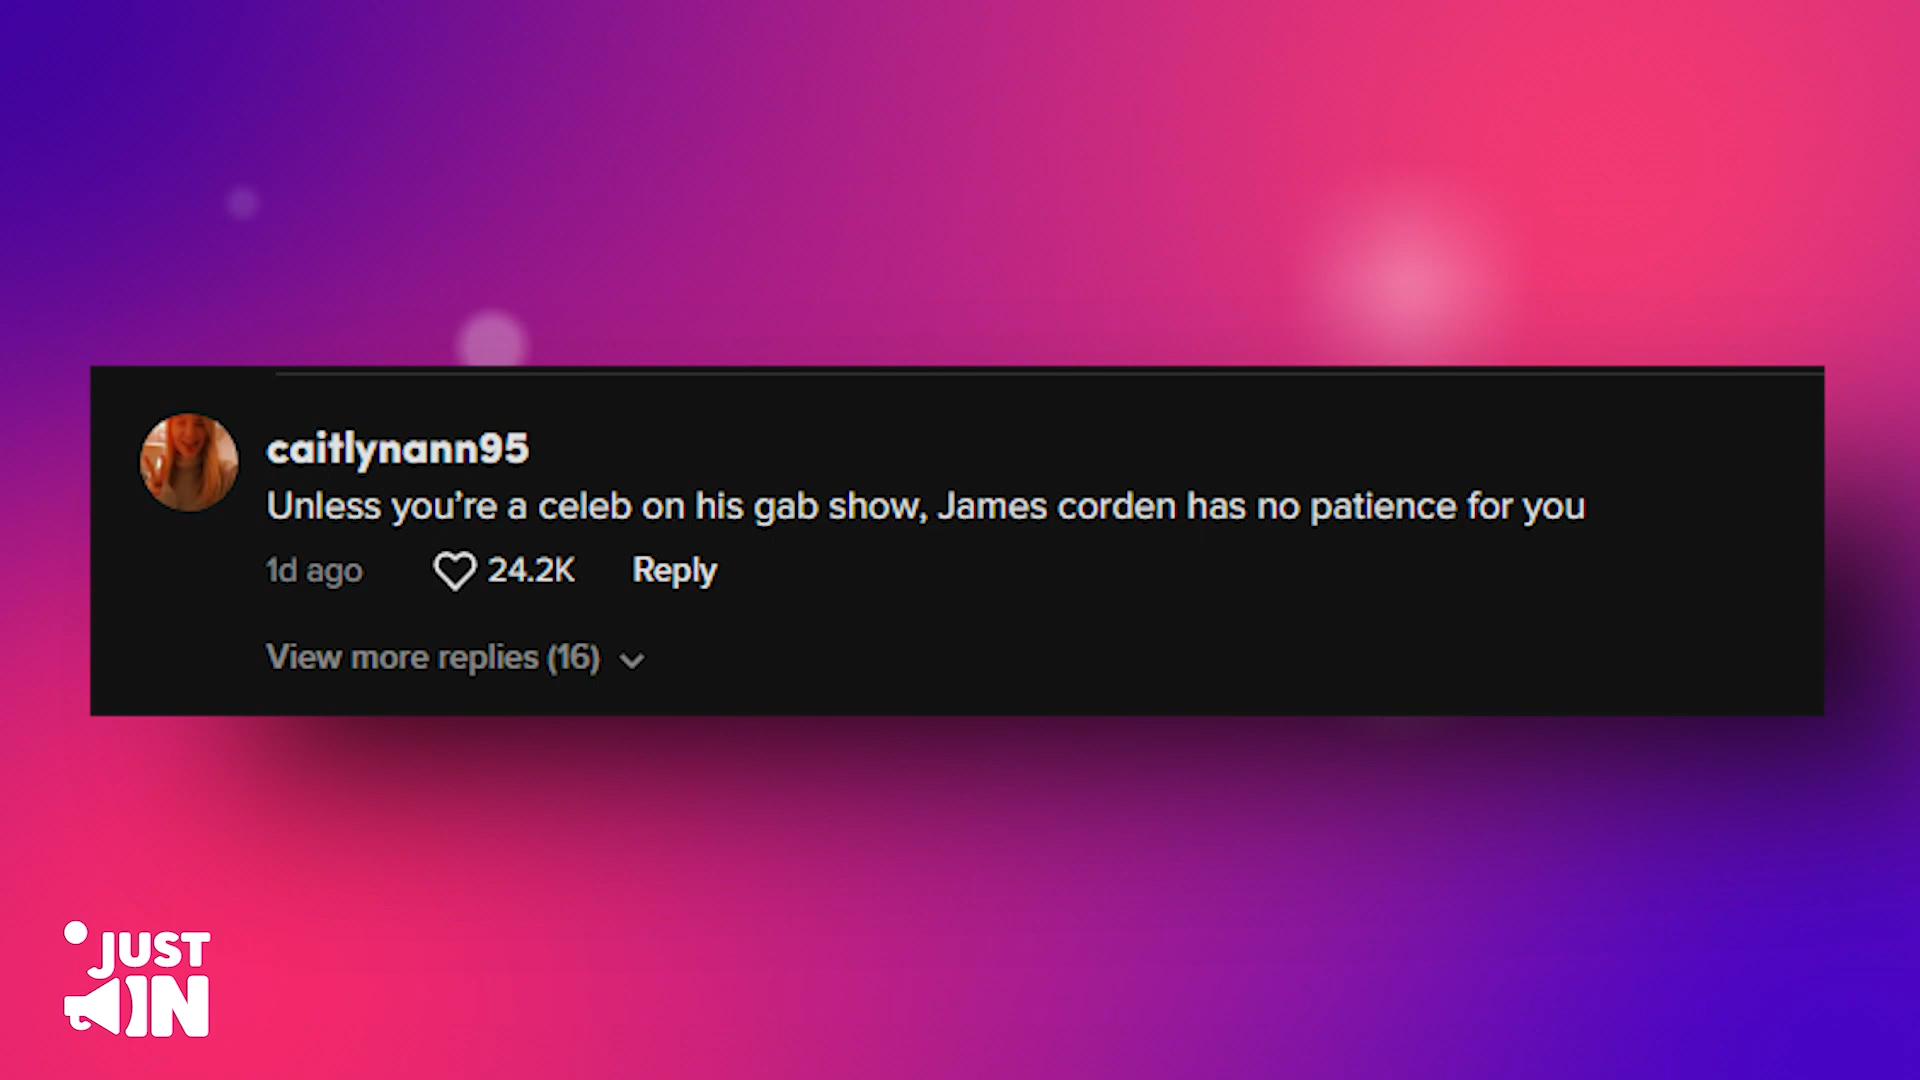 caitlynann95
Unless you're a celeb on his gab show, James corden has no patience for you
1d ago 24.2K Reply
View more replies (16)
JUST
IN